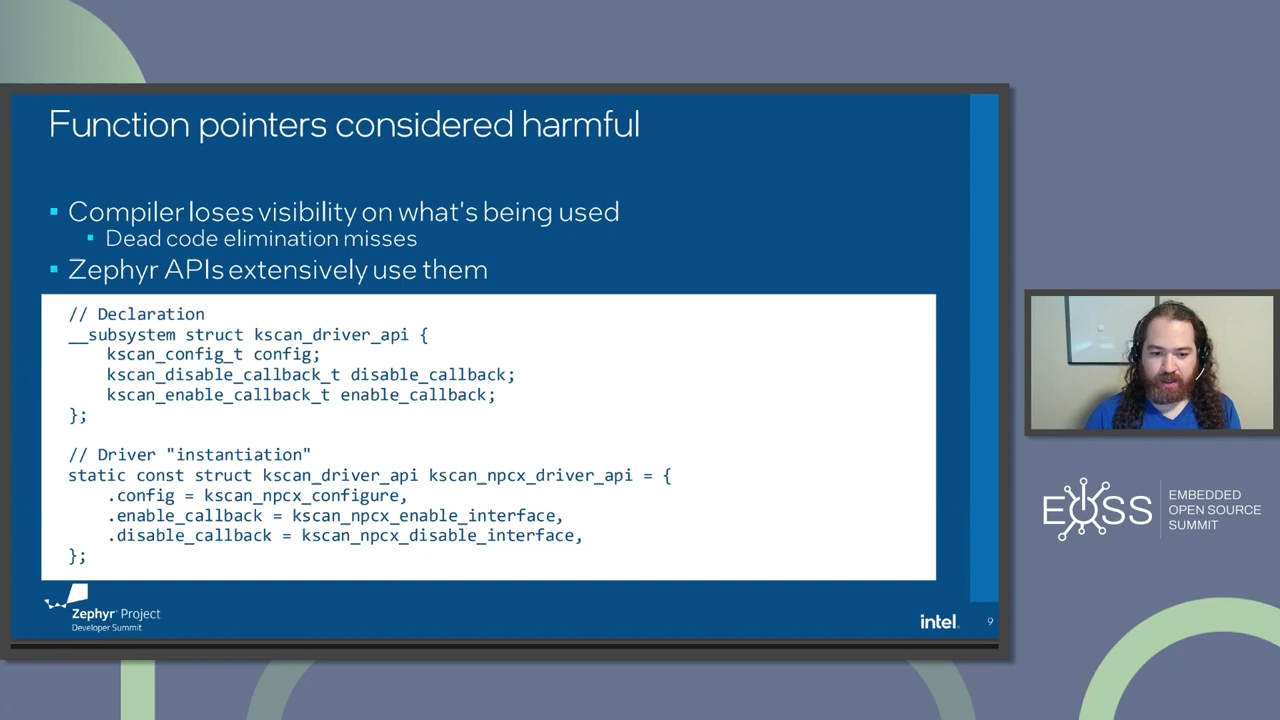 Function pointers considered harmful
▪ Compiler loses visibility on what's being used
▪ Dead code elimination misses
▪ Zephyr APIs extensively use them
// Declaration
__subsystem struct kscan_driver_api {
    kscan_config_t config;
    kscan_disable_callback_t disable_callback;
    kscan_enable_callback_t enable_callback;
};
// Driver "instantiation"
static const struct kscan_driver_api kscan_npcx_driver_api = {
    .config = kscan_npcx_configure,
    .enable_callback = kscan_npcx_enable_interface,
    .disable_callback = kscan_npcx_disable_interface,
};
Zephyr Project
Developer Summit
intel.
9
EOSS
EMBEDDED
OPEN SOURCE
SUMMIT